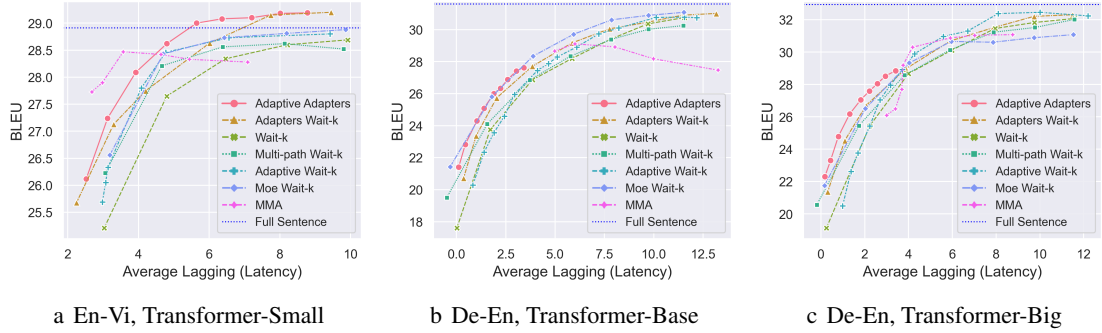 29.0
28.5
28.0
27.5
27.0
26.5
26.0
25.5
BLEU
2 4 6 8 10
Average Lagging (Latency)
Adaptive Adapters
Adapters Wait-k
Wait-k
Multi-path Wait-k
Adaptive Wait-k
Moe Wait-k
MMA
Full Sentence
a En-Vi, Transformer-Small
30
28
26
24
22
20
18
BLEU
0.0 2.5 5.0 7.5 10.0 12.5
Average Lagging (Latency)
Adaptive Adapters
Adapters Wait-k
Wait-k
Multi-path Wait-k
Adaptive Wait-k
Moe Wait-k
MMA
Full Sentence
b De-En, Transformer-Base
32
30
28
26
24
22
20
BLEU
0 2 4 6 8 10 12
Average Lagging (Latency)
Adaptive Adapters
Adapters Wait-k
Wait-k
Multi-path Wait-k
Adaptive Wait-k
Moe Wait-k
MMA
Full Sentence
c De-En, Transformer-Big